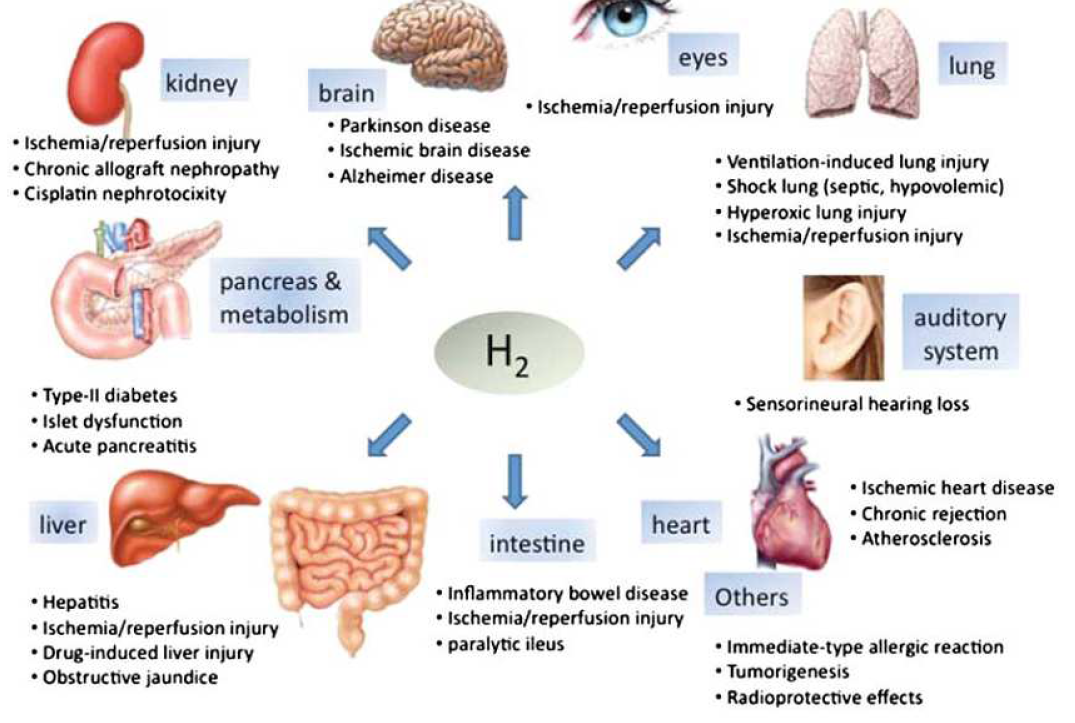 kidney
• Ischemia/reperfusion injury
• Chronic allograft nephropathy
• Cisplatin nephrotocixity
brain
• Parkinson disease
• Ischemic brain disease
• Alzheimer disease
eyes
• Ischemia/reperfusion injury
lung
• Ventilation-induced lung injury
• Shock lung (septic, hypovolemic)
• Hyperoxic lung injury
• Ischemia/reperfusion injury
pancreas &
metabolism
• Type-II diabetes
• Islet dysfunction
• Acute pancreatitis
H₂
auditory
system
• Sensorineural hearing loss
liver
• Hepatitis
• Ischemia/reperfusion injury
• Drug-induced liver injury
• Obstructive jaundice
intestine
• Inflammatory bowel disease
• Ischemia/reperfusion injury
• paralytic ileus
heart
• Ischemic heart disease
• Chronic rejection
• Atherosclerosis
Others
• Immediate-type allergic reaction
• Tumorigenesis
• Radioprotective effects